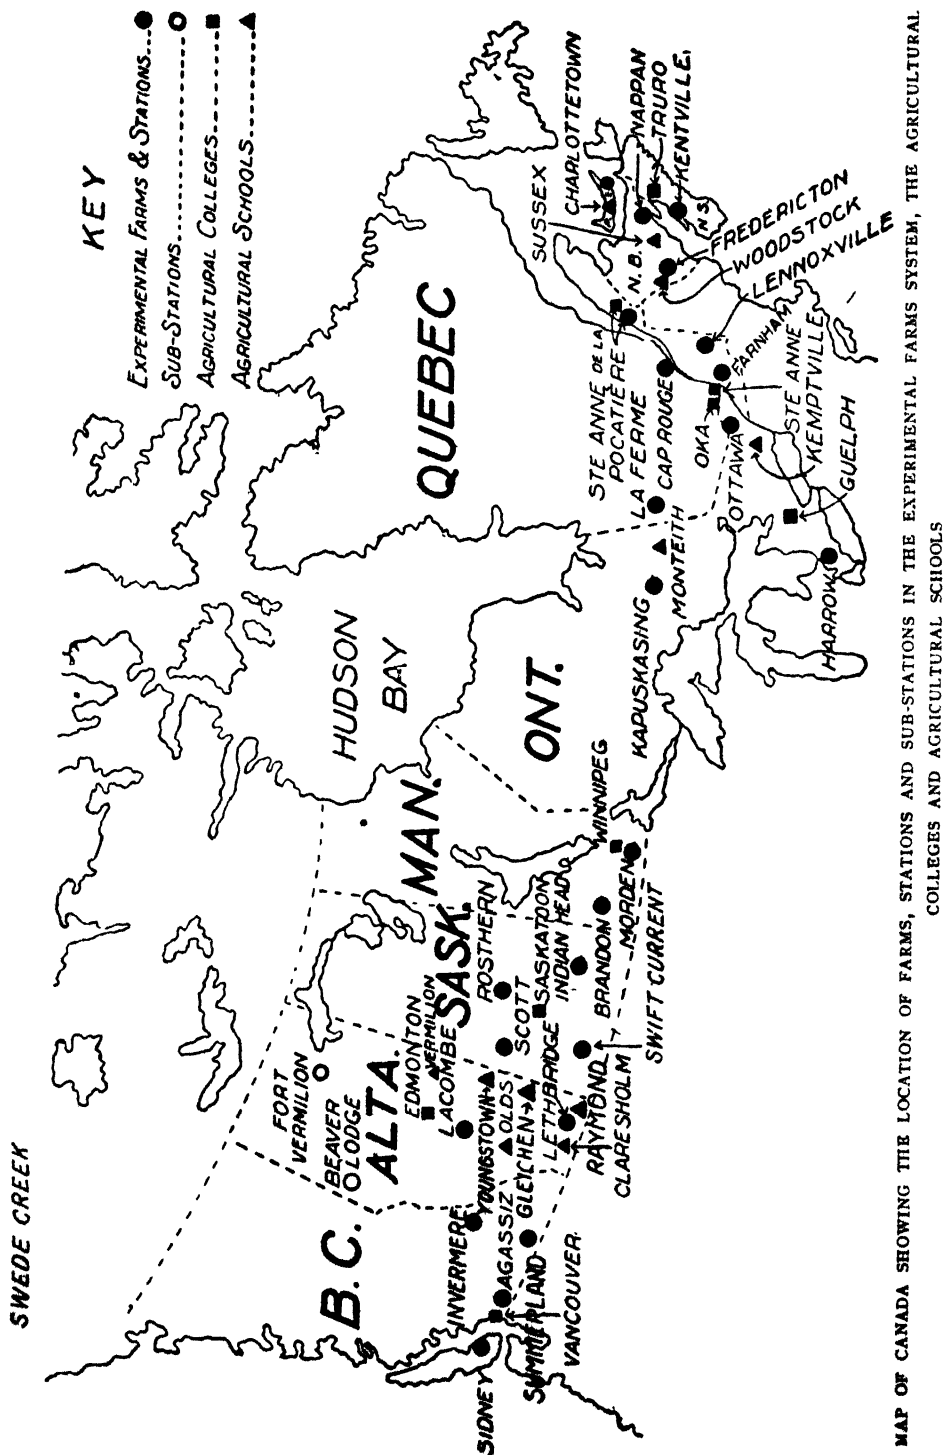 SWEDE CREEK
KEY
EXPERIMENTAL FARMS & STATIONS...
SUB-STATIONS
AGRICULTURAL COLLEGES
AGRICULTURAL SCHOOLS
HUDSON
BAY
QUEBEC
B.C.
ALTA.
SASK.
MAN.
ONT.
FORT
VERMILION
BEAVER
LODGE
EDMONTON
VERMILION
LACOMBE
ROSTHERN
INVERMERE
YOUNGSTOWN
OLDS
SCOTT
SASKATOON
INDIAN HEAD
WINNIPEG
SIDNEY
AGASSIZ
GLEICHEN
LETHBRIDGE
SUMMERLAND
VANCOUVER
RAYMOND
CLARESHOLM
BRANDON
MORDEN
SWIFT CURRENT
KAPUSKASING
MONTEITH
LA FERME
CAP ROUGE
STE ANNE DE LA
POCATIÈRE
SUSSEX
CHARLOTTETOWN
NAPPAN
TRURO
KENTVILLE.
N.B.
N.S.
FREDERICTON
WOODSTOCK
LENNOXVILLE
FARNHAM
STE ANNE
OKA
OTTAWA
KEMPTVILLE
GUELPH
HARROW
MAP OF CANADA SHOWING THE LOCATION OF FARMS, STATIONS AND SUB-STATIONS IN THE EXPERIMENTAL FARMS SYSTEM, THE AGRICULTURAL
COLLEGES AND AGRICULTURAL SCHOOLS